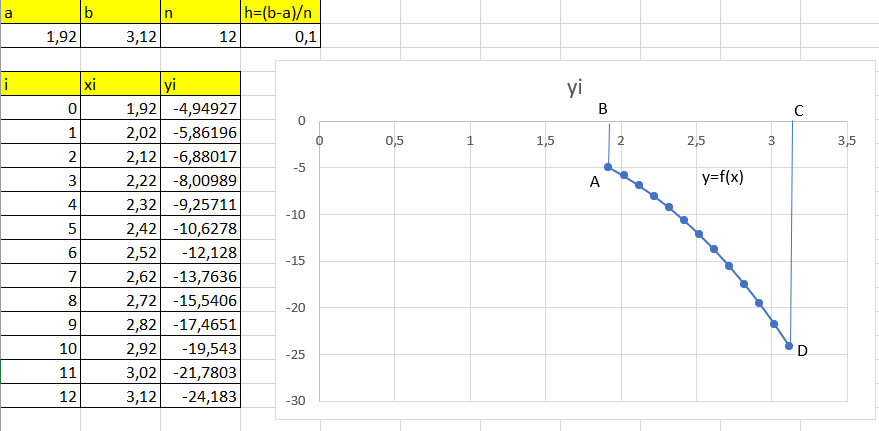 a b n h=(b-a)/n
1,92 3,12 12 0,1
i xi yi
0 1,92 -4,94927
1 2,02 -5,86196
2 2,12 -6,88017
3 2,22 -8,00989
4 2,32 -9,25711
5 2,42 -10,6278
6 2,52 -12,128
7 2,62 -13,7636
8 2,72 -15,5406
9 2,82 -17,4651
10 2,92 -19,543
11 3,02 -21,7803
12 3,12 -24,183
yi
B C
0
0 0,5 1 1,5 2 2,5 3 3,5
-5
A y=f(x)
-10
-15
-20
-25
D
-30